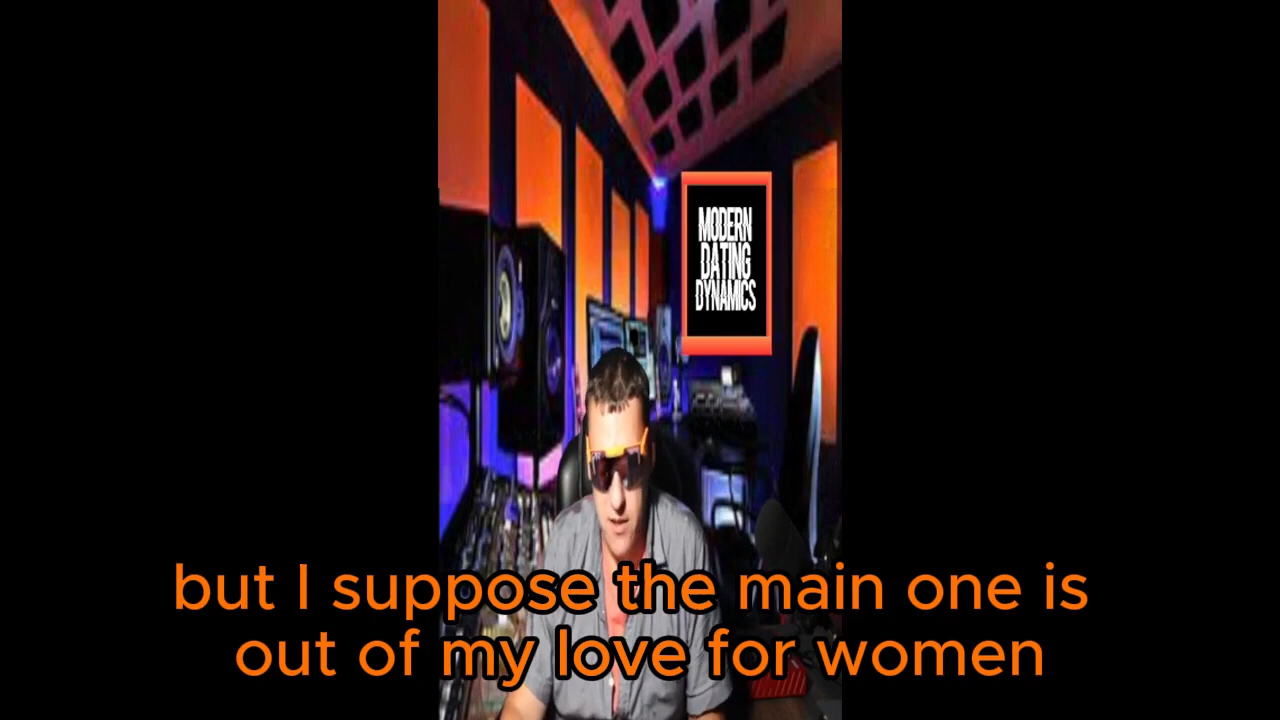 MODERN
DATING
DYNAMICS
but I suppose the main one is
out of my love for women